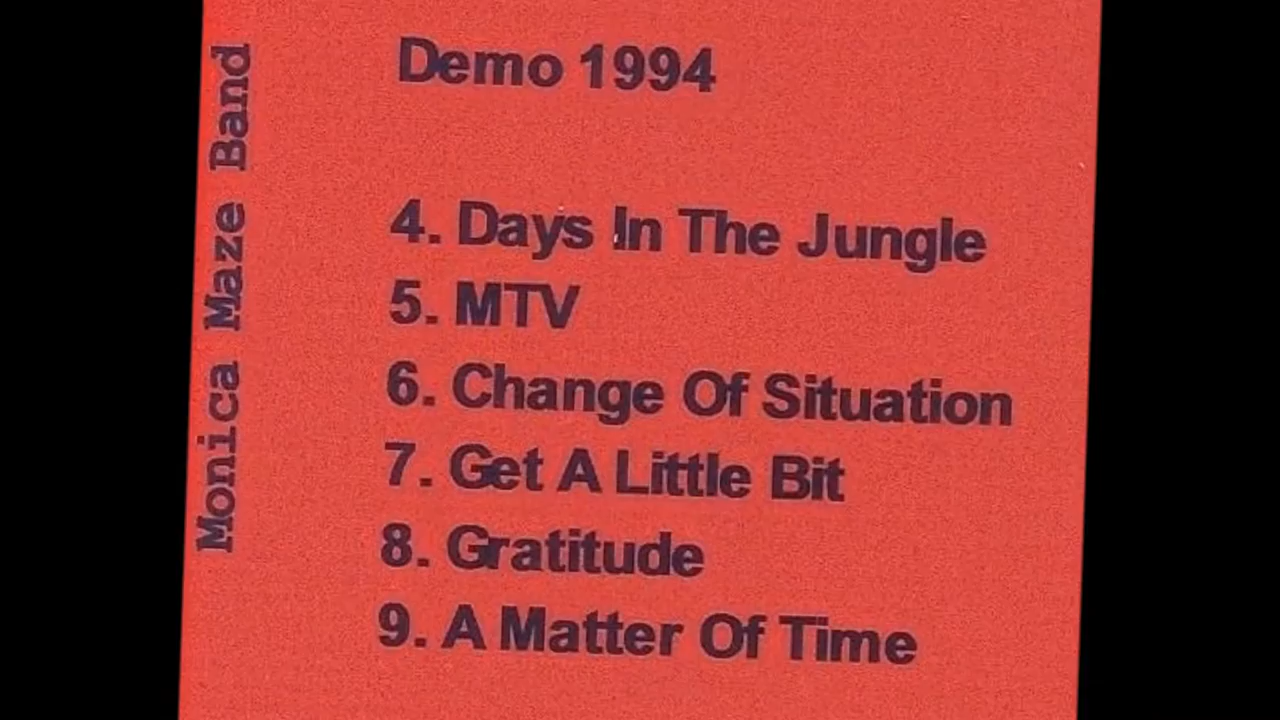 Monica Maze Band
Demo 1994
4. Days In The Jungle
5. MTV
6. Change Of Situation
7. Get A Little Bit
8. Gratitude
9. A Matter Of Time